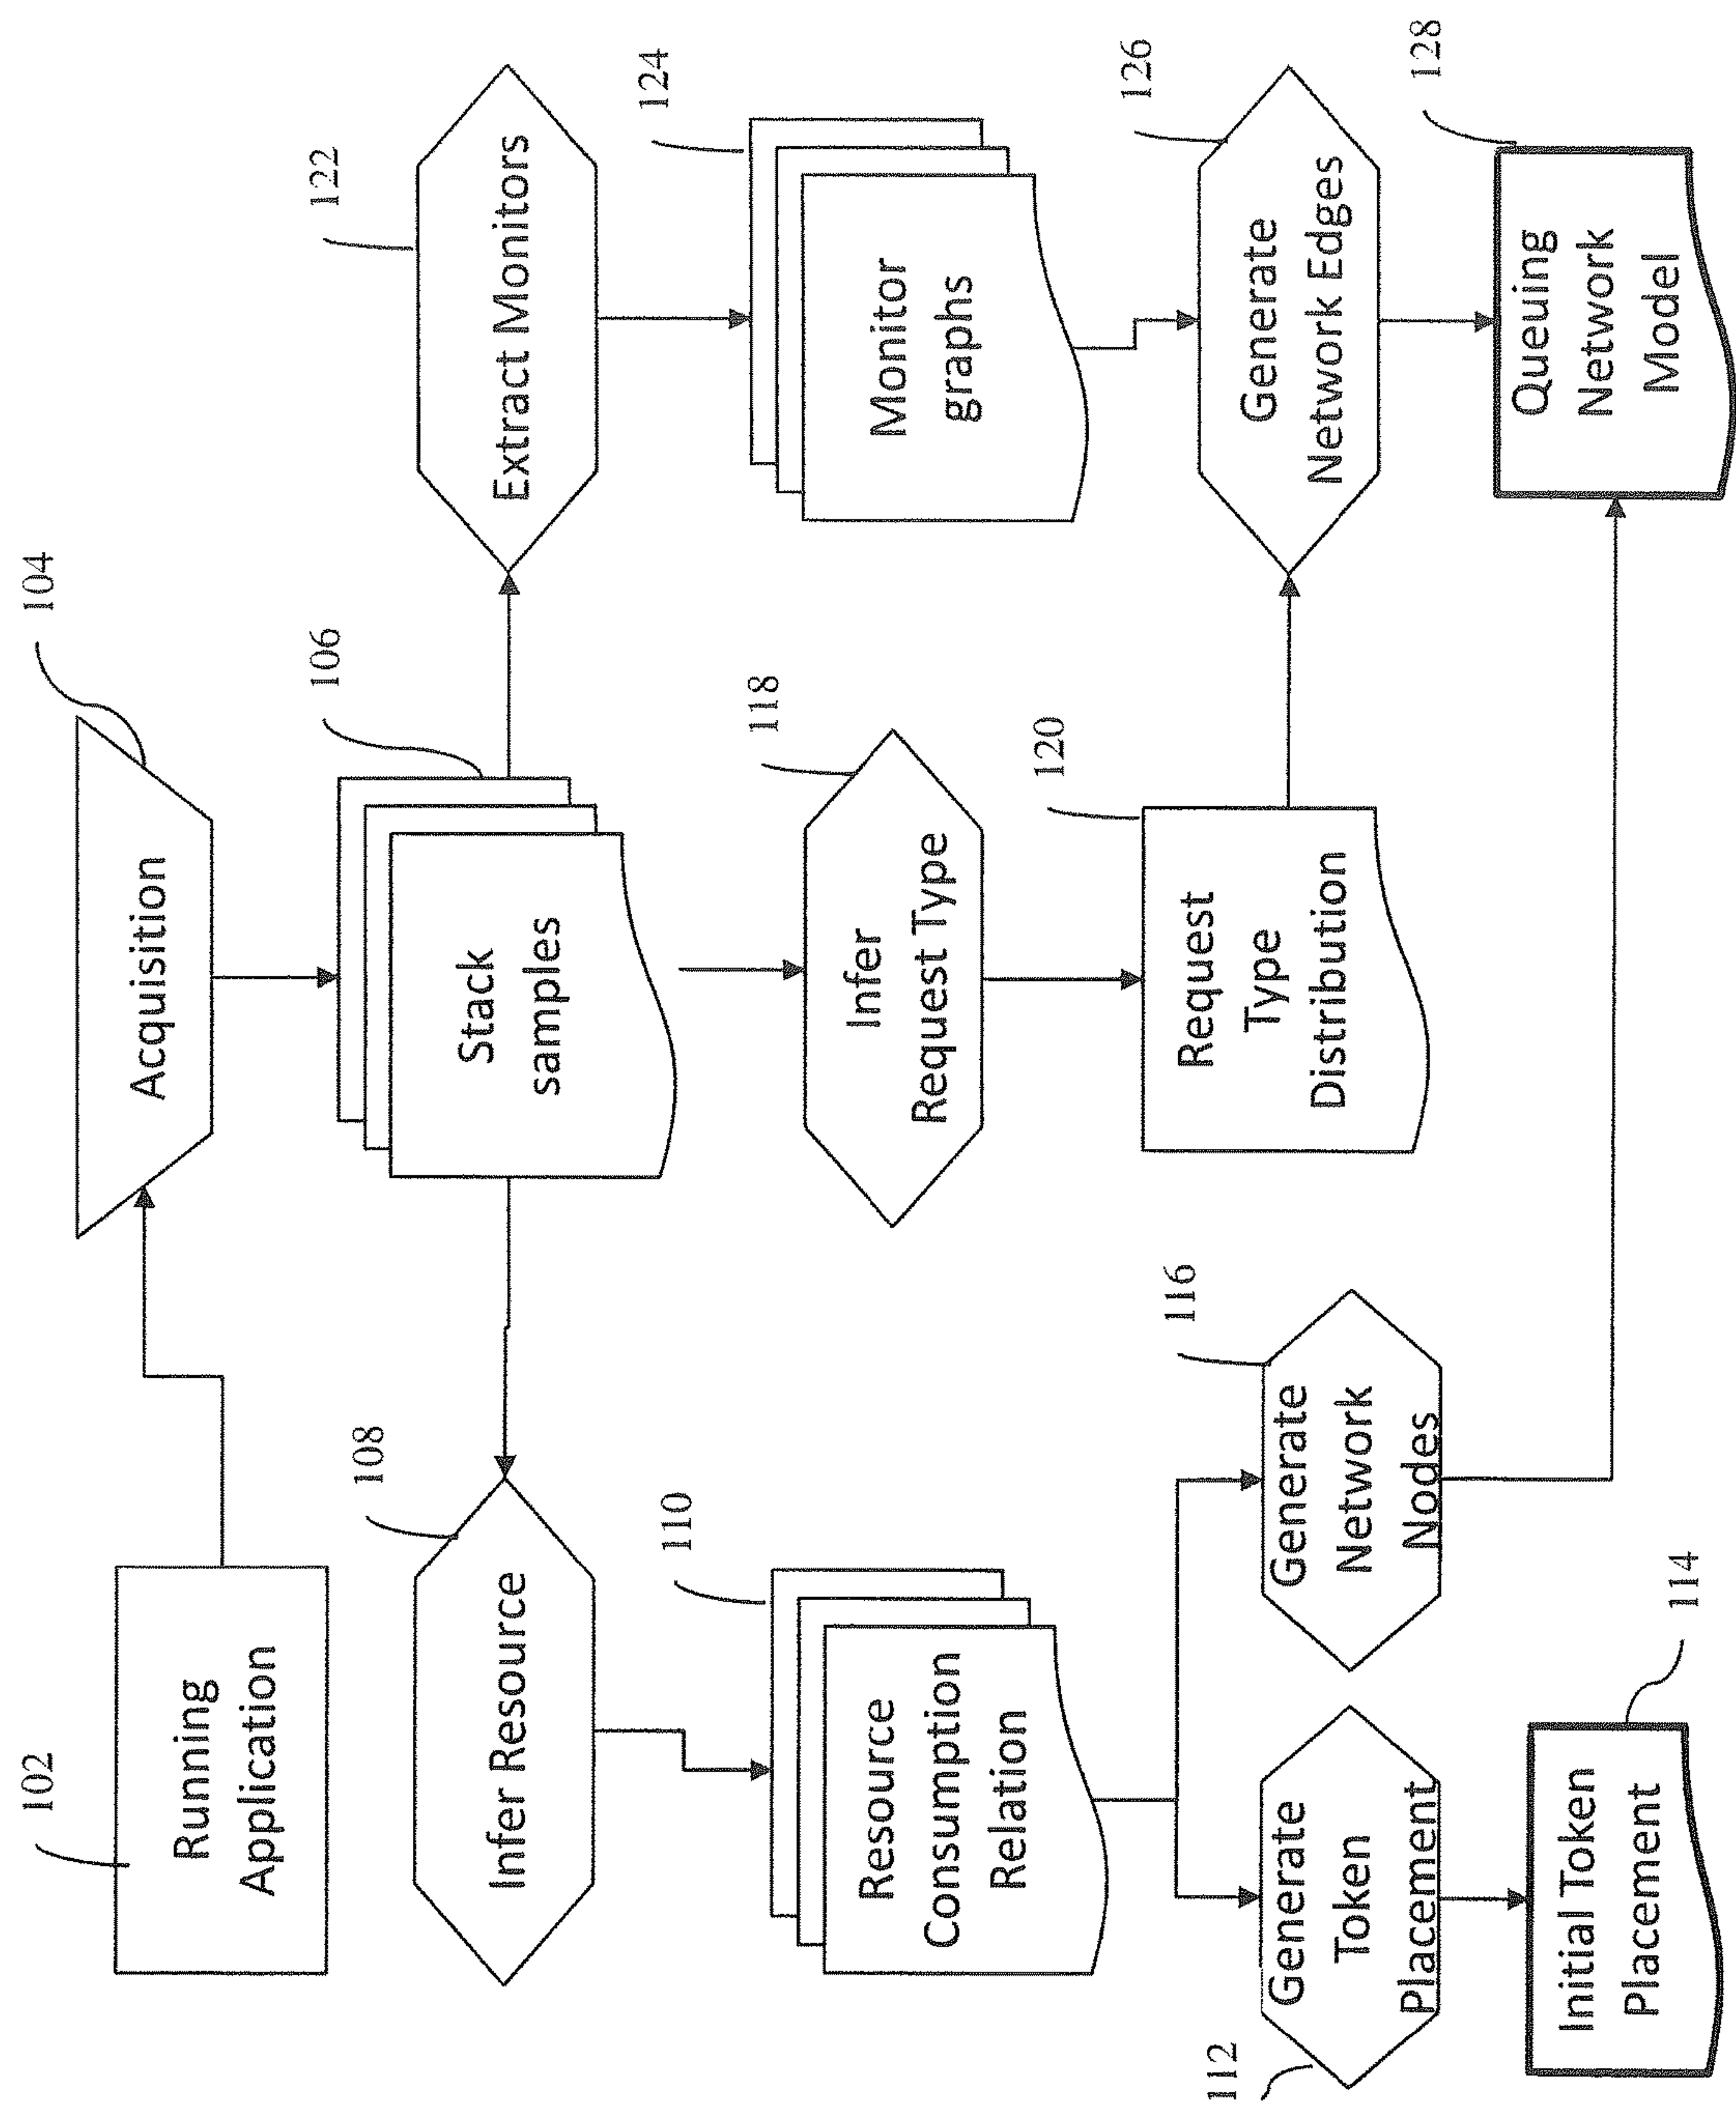 102
Running
Application
104
Acquisition
106
Stack
samples
108
Infer Resource
122
Extract Monitors
110
Resource
Consumption
Relation
118
Infer
Request Type
124
Monitor
graphs
112
Generate
Token
Placement
116
Generate
Network
Nodes
120
Request
Type
Distribution
126
Generate
Network Edges
114
Initial Token
Placement
128
Queuing
Network
Model